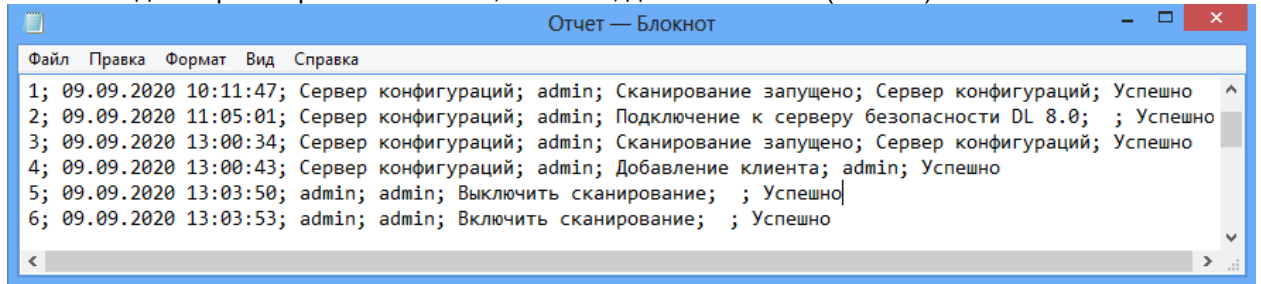 Отчет — Блокнот
Файл Правка Формат Вид Справка
1; 09.09.2020 10:11:47; Сервер конфигураций; admin; Сканирование запущено; Сервер конфигураций; Успешно
2; 09.09.2020 11:05:01; Сервер конфигураций; admin; Подключение к серверу безопасности DL 8.0;  ; Успешно
3; 09.09.2020 13:00:34; Сервер конфигураций; admin; Сканирование запущено; Сервер конфигураций; Успешно
4; 09.09.2020 13:00:43; Сервер конфигураций; admin; Добавление клиента; admin; Успешно
5; 09.09.2020 13:03:50; admin; admin; Выключить сканирование;  ; Успешно
6; 09.09.2020 13:03:53; admin; admin; Включить сканирование;  ; Успешно